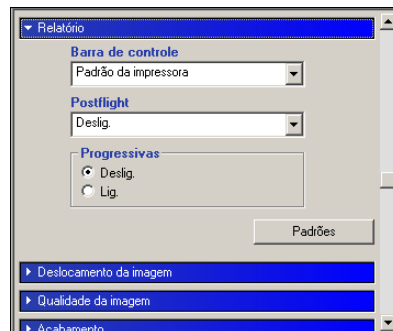 Relatório
Barra de controle
Padrão da impressora
Postflight
Deslig.
Progressivas
Deslig.
Lig.
Padrões
Deslocamento da imagem
Qualidade da imagem
Acabamento